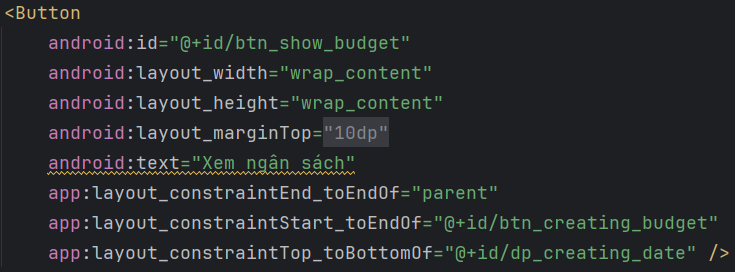 <Button
android:id="@+id/btn_show_budget"
android:layout_width="wrap_content"
android:layout_height="wrap_content"
android:layout_marginTop="10dp"
android:text="Xem ngân sách"
app:layout_constraintEnd_toEndOf="parent"
app:layout_constraintStart_toEndOf="@+id/btn_creating_budget"
app:layout_constraintTop_toBottomOf="@+id/dp_creating_date" />